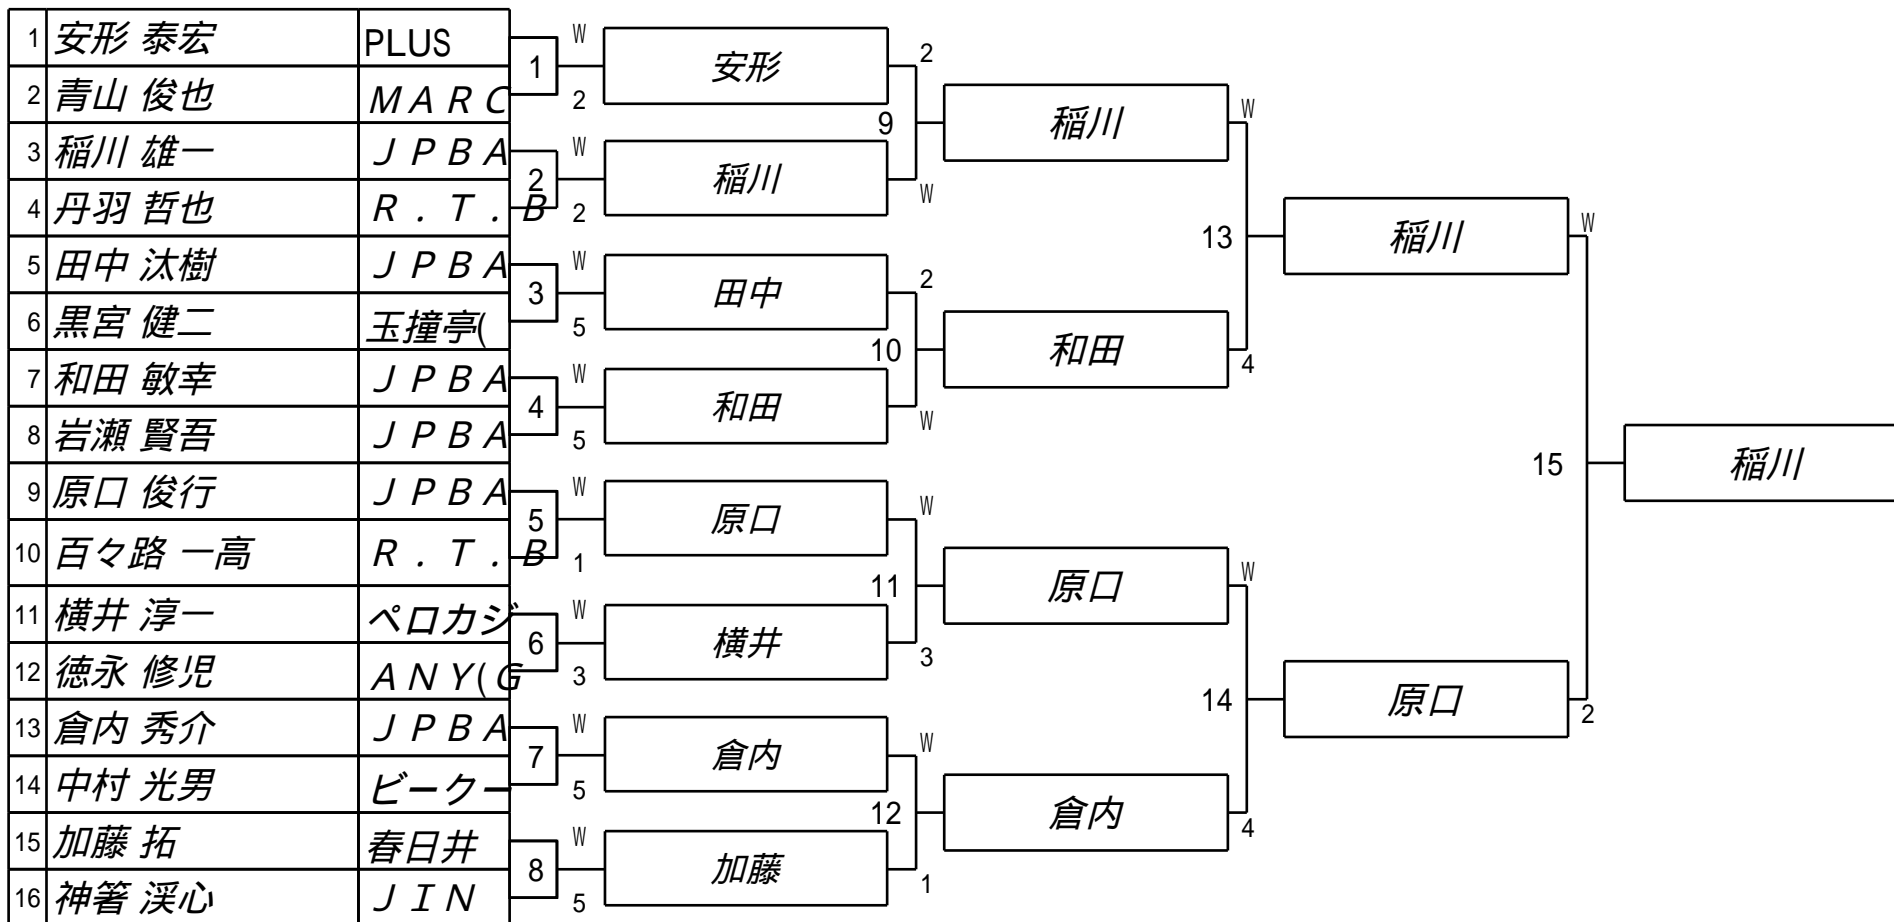 1 安形 泰宏 PLUS
2 青山 俊也 ＭＡＲＣ
3 稲川 雄一 ＪＰＢＡ
4 丹羽 哲也 Ｒ．Ｔ．Ｂ
5 田中 汰樹 ＪＰＢＡ
6 黒宮 健二 玉撞亭(
7 和田 敏幸 ＪＰＢＡ
8 岩瀬 賢吾 ＪＰＢＡ
9 原口 俊行 ＪＰＢＡ
10 百々路 一高 Ｒ．Ｔ．Ｂ
11 横井 淳一 ペロカジ
12 徳永 修児 ＡＮＹ(G
13 倉内 秀介 ＪＰＢＡ
14 中村 光男 ビークー
15 加藤 拓 春日井
16 神箸 渓心 ＪＩＮ
1 W 2
2 W 2
3 W 5
4 W 5
5 W 1
6 W 3
7 W 5
8 W 5
安形 2
9
稲川 W
田中 2
10
和田 W
原口 W
11
横井 3
倉内 W
12
加藤 1
稲川 W
13
和田 4
原口 W
14
倉内 4
稲川 W
15
原口 2
稲川